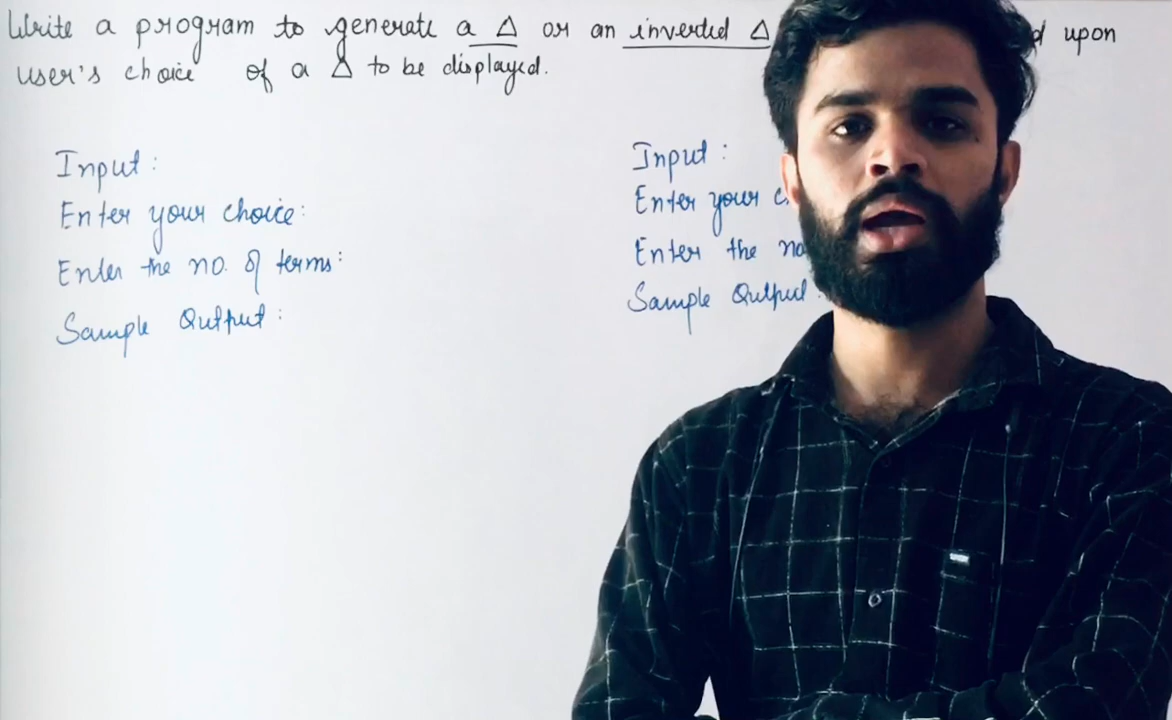 Write a program to generate a △ or an inverted △ upon
user's choice of a △ to be displayed.
Input :
Enter your choice:
Enter the no. of terms:
Sample Output :
Input :
Enter your
Enter the
Sample Output :